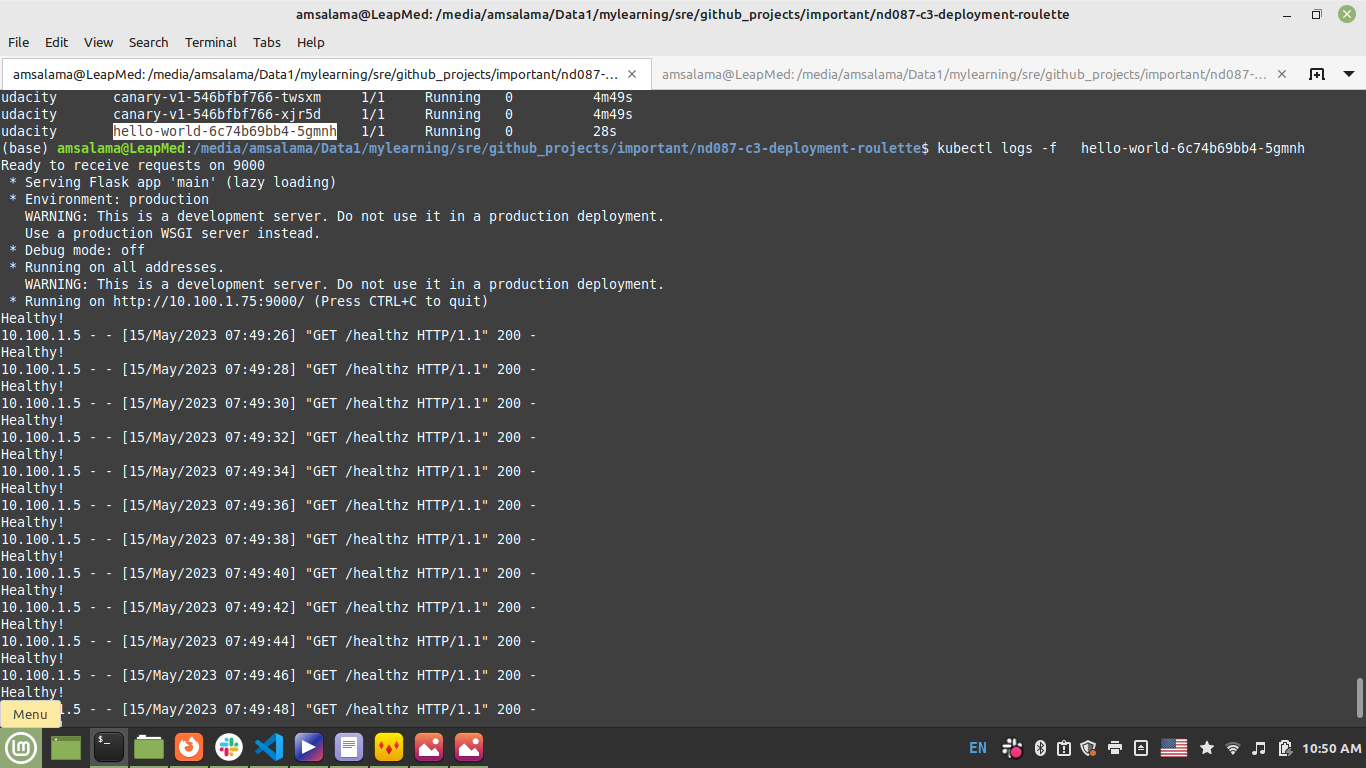 amsalama@LeapMed: /media/amsalama/Data1/mylearning/sre/github_projects/important/nd087-c3-deployment-roulette
File Edit View Search Terminal Tabs Help
amsalama@LeapMed: /media/amsalama/Data1/mylearning/sre/github_projects/important/nd087-... × amsalama@LeapMed: /media/amsalama/Data1/mylearning/sre/github_projects/important/nd087-... ×
udacity canary-v1-546bfbf766-twsxm 1/1 Running 0 4m49s
udacity canary-v1-546bfbf766-xjr5d 1/1 Running 0 4m49s
udacity hello-world-6c74b69bb4-5gmnh 1/1 Running 0 28s
(base) amsalama@LeapMed:/media/amsalama/Data1/mylearning/sre/github_projects/important/nd087-c3-deployment-roulette$ kubectl logs -f hello-world-6c74b69bb4-5gmnh
Ready to receive requests on 9000
* Serving Flask app 'main' (lazy loading)
* Environment: production
WARNING: This is a development server. Do not use it in a production deployment.
Use a production WSGI server instead.
* Debug mode: off
* Running on all addresses.
WARNING: This is a development server. Do not use it in a production deployment.
* Running on http://10.100.1.75:9000/ (Press CTRL+C to quit)
Healthy!
10.100.1.5 - - [15/May/2023 07:49:26] "GET /healthz HTTP/1.1" 200 -
Healthy!
10.100.1.5 - - [15/May/2023 07:49:28] "GET /healthz HTTP/1.1" 200 -
Healthy!
10.100.1.5 - - [15/May/2023 07:49:30] "GET /healthz HTTP/1.1" 200 -
Healthy!
10.100.1.5 - - [15/May/2023 07:49:32] "GET /healthz HTTP/1.1" 200 -
Healthy!
10.100.1.5 - - [15/May/2023 07:49:34] "GET /healthz HTTP/1.1" 200 -
Healthy!
10.100.1.5 - - [15/May/2023 07:49:36] "GET /healthz HTTP/1.1" 200 -
Healthy!
10.100.1.5 - - [15/May/2023 07:49:38] "GET /healthz HTTP/1.1" 200 -
Healthy!
10.100.1.5 - - [15/May/2023 07:49:40] "GET /healthz HTTP/1.1" 200 -
Healthy!
10.100.1.5 - - [15/May/2023 07:49:42] "GET /healthz HTTP/1.1" 200 -
Healthy!
10.100.1.5 - - [15/May/2023 07:49:44] "GET /healthz HTTP/1.1" 200 -
Healthy!
10.100.1.5 - - [15/May/2023 07:49:46] "GET /healthz HTTP/1.1" 200 -
Healthy!
1.5 - - [15/May/2023 07:49:48] "GET /healthz HTTP/1.1" 200 -
Menu
$_
EN 10:50 AM